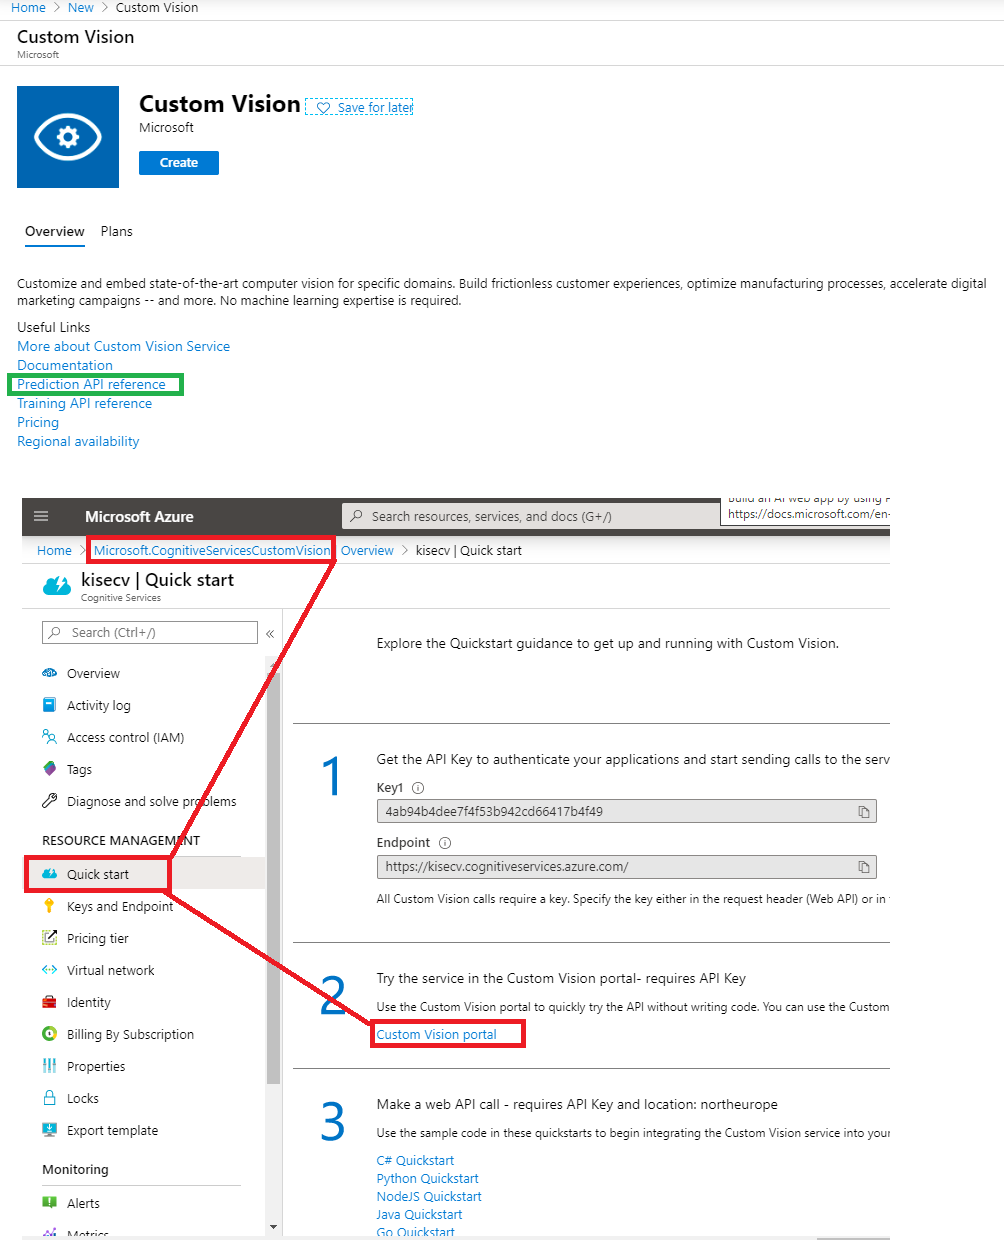 Home > New > Custom Vision
Custom Vision
Microsoft
Custom Vision Save for later
Microsoft
Create
Overview Plans
Customize and embed state-of-the-art computer vision for specific domains. Build frictionless customer experiences, optimize manufacturing processes, accelerate digital
marketing campaigns -- and more. No machine learning expertise is required.
Useful Links
More about Custom Vision Service
Documentation
Prediction API reference
Training API reference
Pricing
Regional availability
Build an AI web app by using
Microsoft Azure
Search resources, services, and docs (G+/)
https://docs.microsoft.com/en-
Home > Microsoft.CognitiveServicesCustomVision Overview > kisecv | Quick start
kisecv | Quick start
Cognitive Services
Search (Ctrl+/)
«
Overview
Activity log
Access control (IAM)
Tags
Diagnose and solve problems
RESOURCE MANAGEMENT
Quick start
Keys and Endpoint
Pricing tier
Virtual network
Identity
Billing By Subscription
Properties
Locks
Export template
Monitoring
Alerts
Metrics
Explore the Quickstart guidance to get up and running with Custom Vision.
1
Get the API Key to authenticate your applications and start sending calls to the serv
Key1
4ab94b4dee7f4f53b942cd66417b4f49
Endpoint
https://kisecv.cognitiveservices.azure.com/
All Custom Vision calls require a key. Specify the key either in the request header (Web API) or in
2
Try the service in the Custom Vision portal- requires API Key
Use the Custom Vision portal to quickly try the API without writing code. You can use the Custom
Custom Vision portal
3
Make a web API call - requires API Key and location: northeurope
Use the sample code in these quickstarts to begin integrating the Custom Vision service into your
C# Quickstart
Python Quickstart
NodeJS Quickstart
Java Quickstart
Go Quickstart